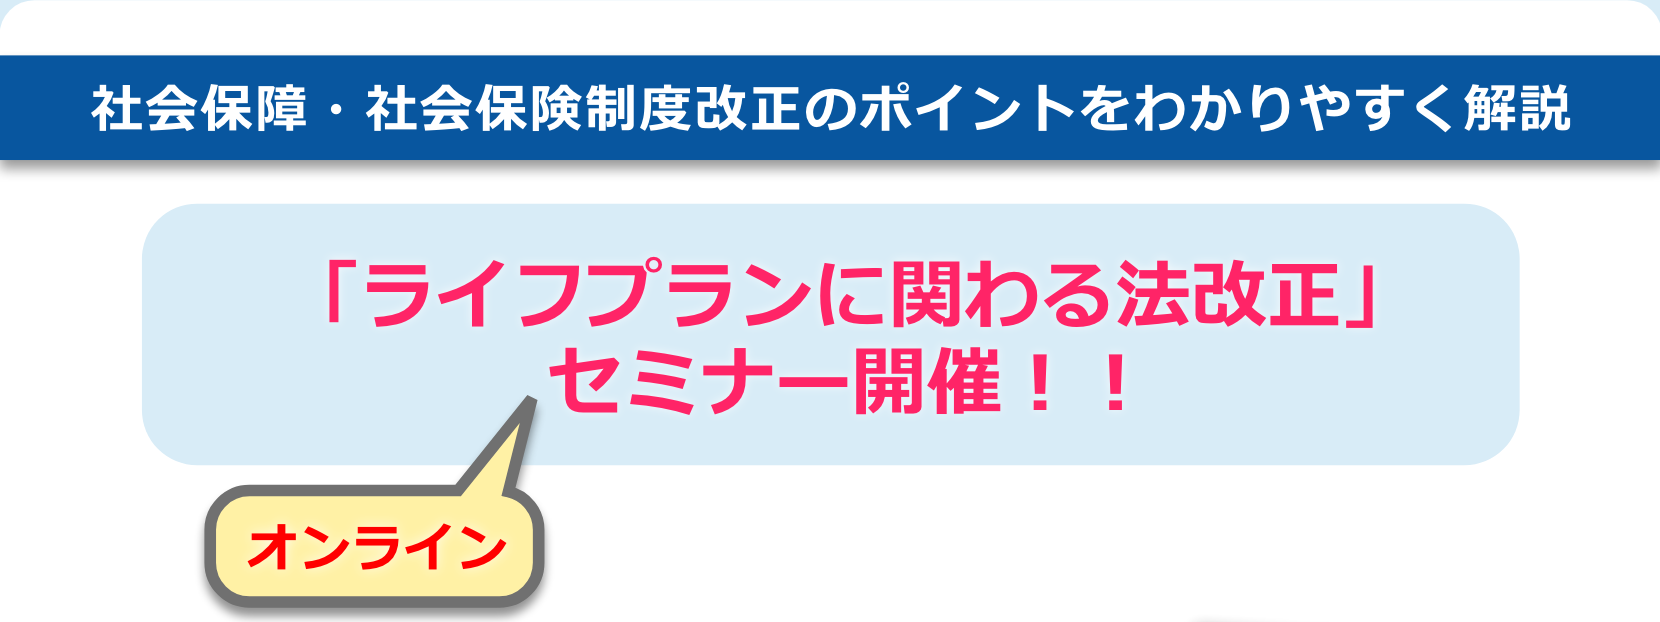 社会保障・社会保険制度改正のポイントをわかりやすく解説
「ライフプランに関わる法改正」
セミナー開催！！
オンライン